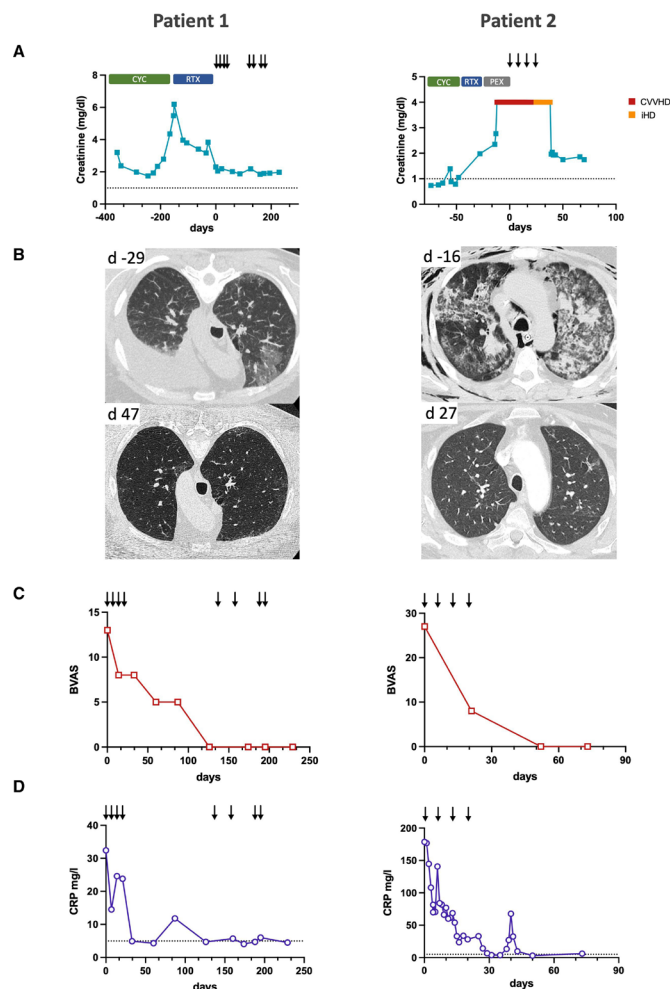 Patient 1
Patient 2
A
CYC
RTX
Creatinine (mg/dl)
8
6
4
2
0
-400
-200
0
200
days
CYC
RTX
PEX
Creatinine (mg/dl)
5
4
3
2
1
0
-50
0
50
100
days
CVVHD
iHD
B
d -29
d 47
d -16
d 27
C
BVAS
15
10
5
0
0
50
100
150
200
250
days
BVAS
30
20
10
0
0
30
60
90
days
D
CRP mg/l
40
30
20
10
0
0
50
100
150
200
250
days
CRP mg/l
200
150
100
50
0
0
30
60
90
days